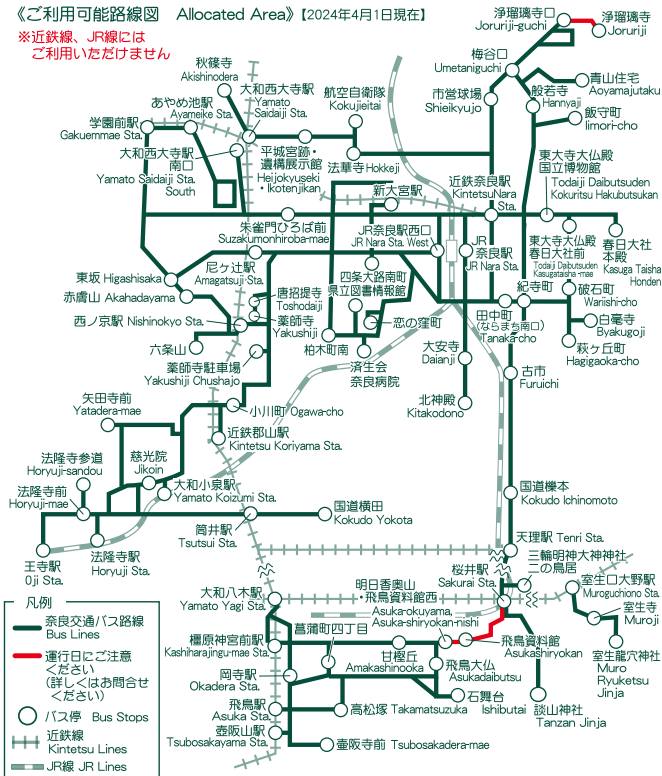 《ご利用可能路線図 Allocated Area》【2024年4月1日現在】
※近鉄線、JR線には
ご利用いただけません
浄瑠璃寺口
Joruriji-guchi
浄瑠璃寺
Joruriji
秋篠寺
Akishinodera
梅谷口
Umetaniguchi
大和西大寺駅
Yamato
Saidaiji Sta.
航空自衛隊
Kokujieitai
市営球場
Shieikyujo
青山住宅
Aoyamajutaku
般若寺
Hannyaji
飯守町
Iimori-cho
あやめ池駅
Ayameike Sta.
学園前駅
Gakuemmae Sta.
大和西大寺駅
南口
Yamato Saidaiji Sta.
South
平城宮跡・
遺構展示館
Heijokyuseki
・Ikotenjikan
法華寺 Hokkeji
新大宮駅
近鉄奈良駅
KintetsuNara
Sta.
東大寺大仏殿
国立博物館
Todaiji Daibutsuden
Kokuritsu Hakubutsukan
朱雀門ひろば前
Suzakumonhiroba-mae
JR奈良駅西口
JR Nara Sta. West
JR
奈良駅
JR Nara Sta.
東大寺大仏殿
春日大社前
Todaiji Daibutsuden
Kasugataisha-mae
春日大社
本殿
Kasuga Taisha
Honden
尼ヶ辻駅
Amagatsuji Sta.
東坂 Higashisaka
赤膚山 Akahadayama
唐招提寺
Toshodaiji
四条大路南町
県立図書情報館
紀寺町
破石町
Wariishi-cho
西ノ京駅 Nishinokyo Sta.
薬師寺
Yakushiji
恋の窪町
田中町
(ならまち南口)
Tanaka-cho
白毫寺
Byakugoji
六条山
柏木町南
済生会
奈良病院
大安寺
Daianji
萩ヶ丘町
Hagigaoka-cho
薬師寺駐車場
Yakushiji Chushajo
古市
Furuichi
矢田寺前
Yatadera-mae
小川町 Ogawa-cho
北神殿
Kitakodono
近鉄郡山駅
Kintetsu Koriyama Sta.
法隆寺参道
Horyuji-sandou
慈光院
Jikoin
法隆寺前
Horyuji-mae
大和小泉駅
Yamato Koizumi Sta.
国道横田
Kokudo Yokota
国道櫟本
Kokudo Ichinomoto
筒井駅
Tsutsui Sta.
法隆寺駅
Horyuji Sta.
王寺駅
Oji Sta.
天理駅 Tenri Sta.
三輪明神大神神社
二の鳥居
桜井駅
Sakurai Sta.
室生口大野駅
Muroguchiono Sta.
明日香奥山
・飛鳥資料館西
Asuka-okuyama,
Asuka-shiryokan-nishi
大和八木駅
Yamato Yagi Sta.
室生寺
Muroji
菖蒲町四丁目
橿原神宮前駅
Kashiharajingu-mae Sta.
甘樫丘
Amakashinooka
飛鳥資料館
Asukashiryokan
室生龍穴神社
Muro
Ryuketsu
Jinja
飛鳥大仏
Asukadaibutsu
岡寺駅
Okadera Sta.
石舞台
Ishibutai
談山神社
Tanzan Jinja
飛鳥駅
Asuka Sta.
高松塚 Takamatsuzuka
壺阪山駅
Tsubosakayama Sta.
壺阪寺前 Tsubosakadera-mae
凡例
奈良交通バス路線
Bus Lines
運行日にご注意
ください
(詳しくはお問合せ
ください)
バス停 Bus Stops
近鉄線
Kintetsu Lines
JR線 JR Lines